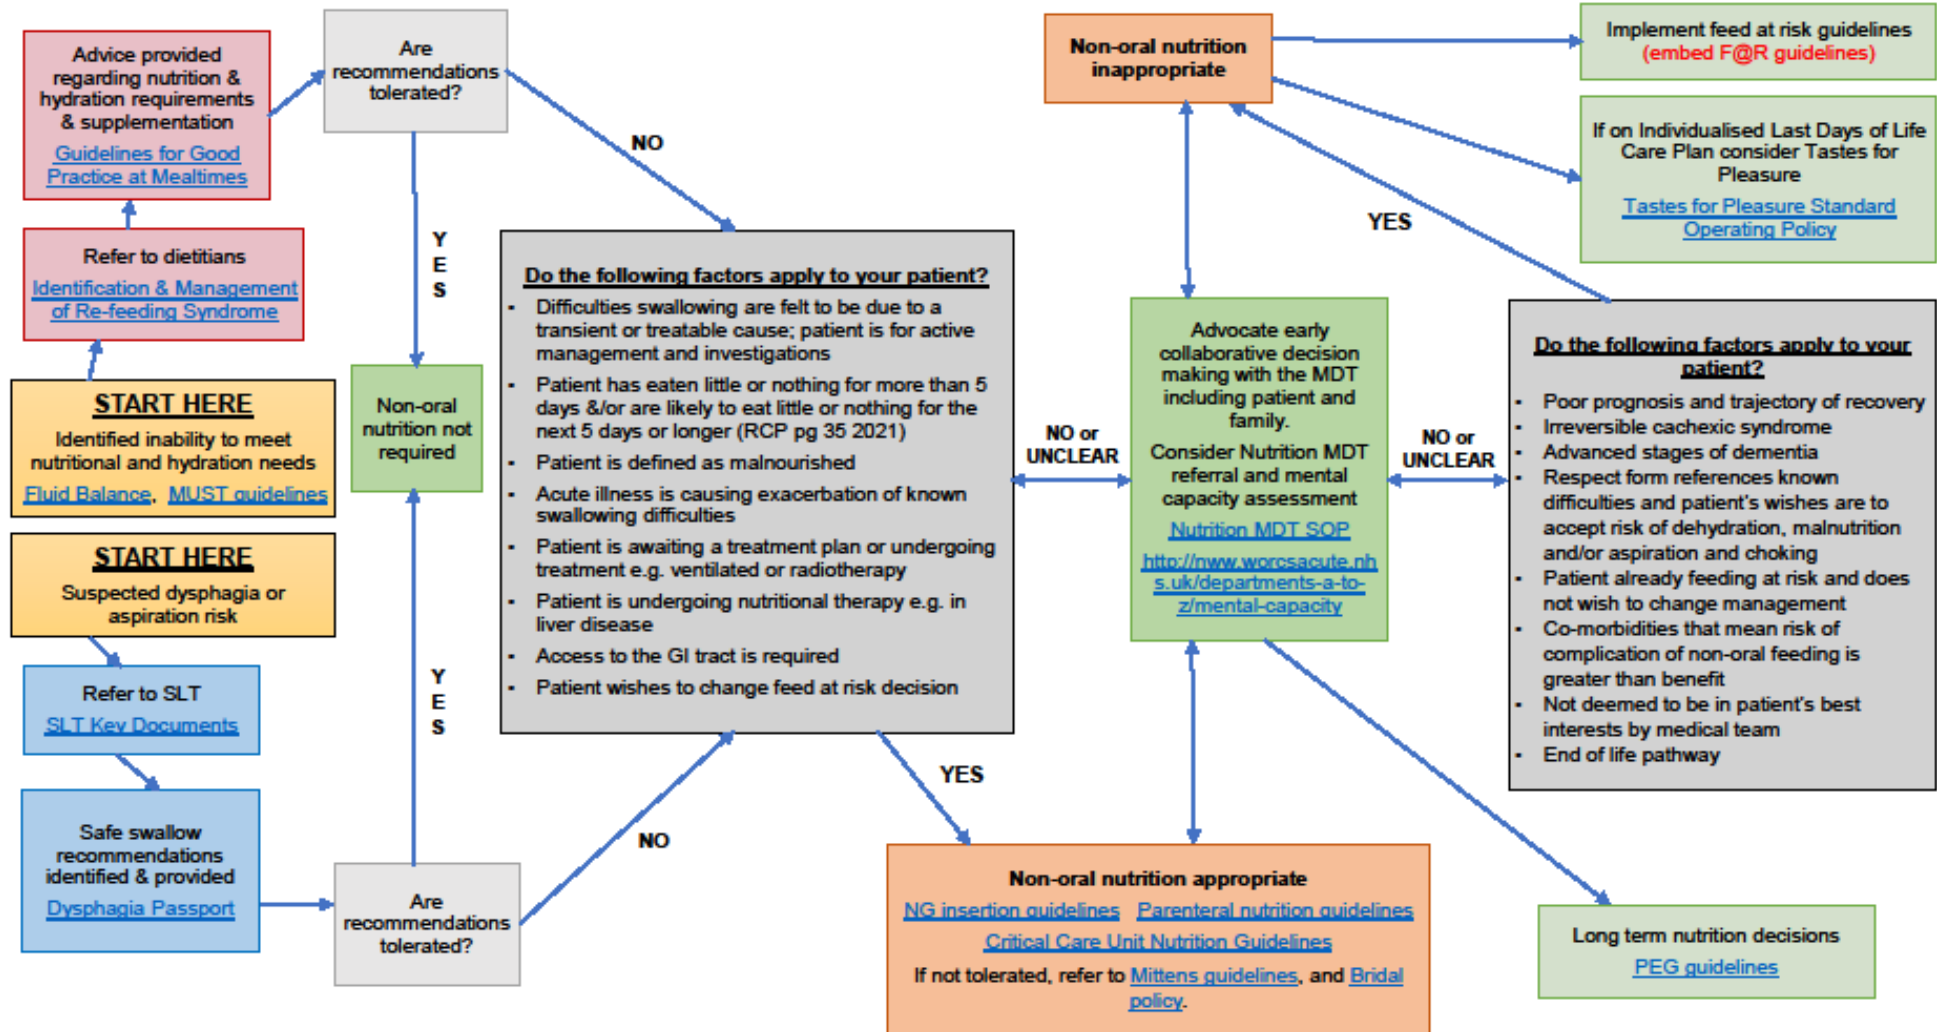 Advice provided
regarding nutrition &
hydration requirements
& supplementation
Guidelines for Good
Practice at Mealtimes
Refer to dietitians
Identification & Management
of Re-feeding Syndrome
START HERE
Identified inability to meet
nutritional and hydration needs
Fluid Balance, MUST guidelines
START HERE
Suspected dysphagia or
aspiration risk
Refer to SLT
SLT Key Documents
Safe swallow
recommendations
identified & provided
Dysphagia Passport
Are
recommendations
tolerated?
NO
Y
E
S
Non-oral
nutrition not
required
Y
E
S
Are
recommendations
tolerated?
NO
Do the following factors apply to your patient?
• Difficulties swallowing are felt to be due to a
transient or treatable cause; patient is for active
management and investigations
• Patient has eaten little or nothing for more than 5
days &/or are likely to eat little or nothing for the
next 5 days or longer (RCP pg 35 2021)
• Patient is defined as malnourished
• Acute illness is causing exacerbation of known
swallowing difficulties
• Patient is awaiting a treatment plan or undergoing
treatment e.g. ventilated or radiotherapy
• Patient is undergoing nutritional therapy e.g. in
liver disease
• Access to the GI tract is required
• Patient wishes to change feed at risk decision
YES
NO or
UNCLEAR
Non-oral nutrition
inappropriate
Advocate early
collaborative decision
making with the MDT
including patient and
family.
Consider Nutrition MDT
referral and mental
capacity assessment
Nutrition MDT SOP
http://nww.worcsacute.nh
s.uk/departments-a-to-
z/mental-capacity
Non-oral nutrition appropriate
NG insertion guidelines Parenteral nutrition guidelines
Critical Care Unit Nutrition Guidelines
If not tolerated, refer to Mittens guidelines, and Bridal
policy.
NO or
UNCLEAR
YES
Implement feed at risk guidelines
(embed F@R guidelines)
If on Individualised Last Days of Life
Care Plan consider Tastes for
Pleasure
Tastes for Pleasure Standard
Operating Policy
Do the following factors apply to your
patient?
• Poor prognosis and trajectory of recovery
• Irreversible cachexic syndrome
• Advanced stages of dementia
• Respect form references known
difficulties and patient's wishes are to
accept risk of dehydration, malnutrition
and/or aspiration and choking
• Patient already feeding at risk and does
not wish to change management
• Co-morbidities that mean risk of
complication of non-oral feeding is
greater than benefit
• Not deemed to be in patient's best
interests by medical team
• End of life pathway
Long term nutrition decisions
PEG guidelines